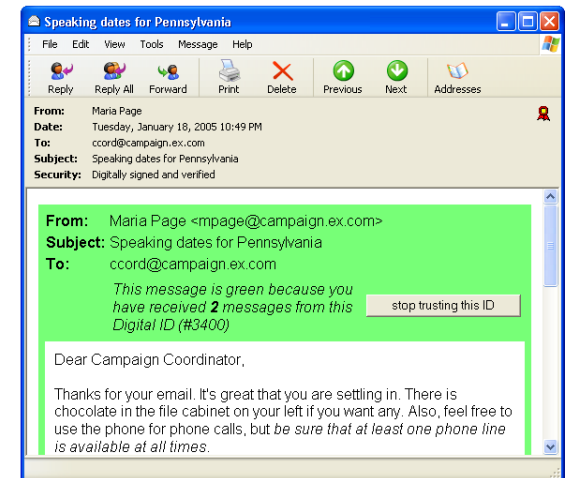 Speaking dates for Pennsylvania
File Edit View Tools Message Help
Reply Reply All Forward Print Delete Previous Next Addresses
From: Maria Page
Date: Tuesday, January 18, 2005 10:49 PM
To: ccord@campaign.ex.com
Subject: Speaking dates for Pennsylvania
Security: Digitally signed and verified
From: Maria Page <mpage@campaign.ex.com>
Subject: Speaking dates for Pennsylvania
To: ccord@campaign.ex.com
This message is green because you
have received 2 messages from this
Digital ID (#3400)
stop trusting this ID
Dear Campaign Coordinator,
Thanks for your email. It's great that you are settling in. There is
chocolate in the file cabinet on your left if you want any. Also, feel free to
use the phone for phone calls, but be sure that at least one phone line
is available at all times.